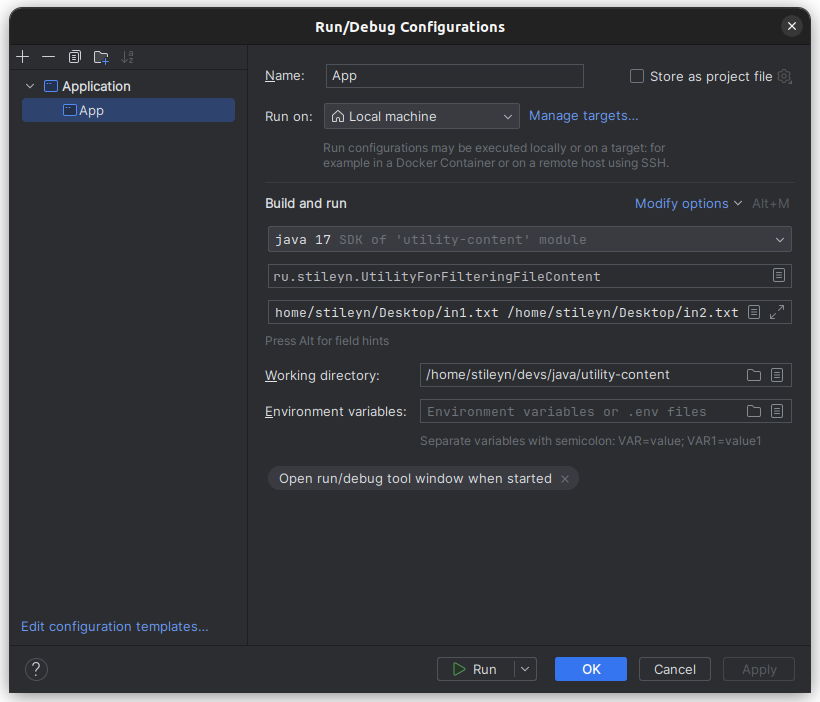 Run/Debug Configurations
Application
App
Edit configuration templates...
Name: App Store as project file
Run on: Local machine Manage targets...
Run configurations may be executed locally or on a target: for
example in a Docker Container or on a remote host using SSH.
Build and run Modify options Alt+M
java 17 SDK of 'utility-content' module
ru.stileyn.UtilityForFilteringFileContent
home/stileyn/Desktop/in1.txt /home/stileyn/Desktop/in2.txt
Press Alt for field hints
Working directory: /home/stileyn/devs/java/utility-content
Environment variables: Environment variables or .env files
Separate variables with semicolon: VAR=value; VAR1=value1
Open run/debug tool window when started
? Run OK Cancel Apply